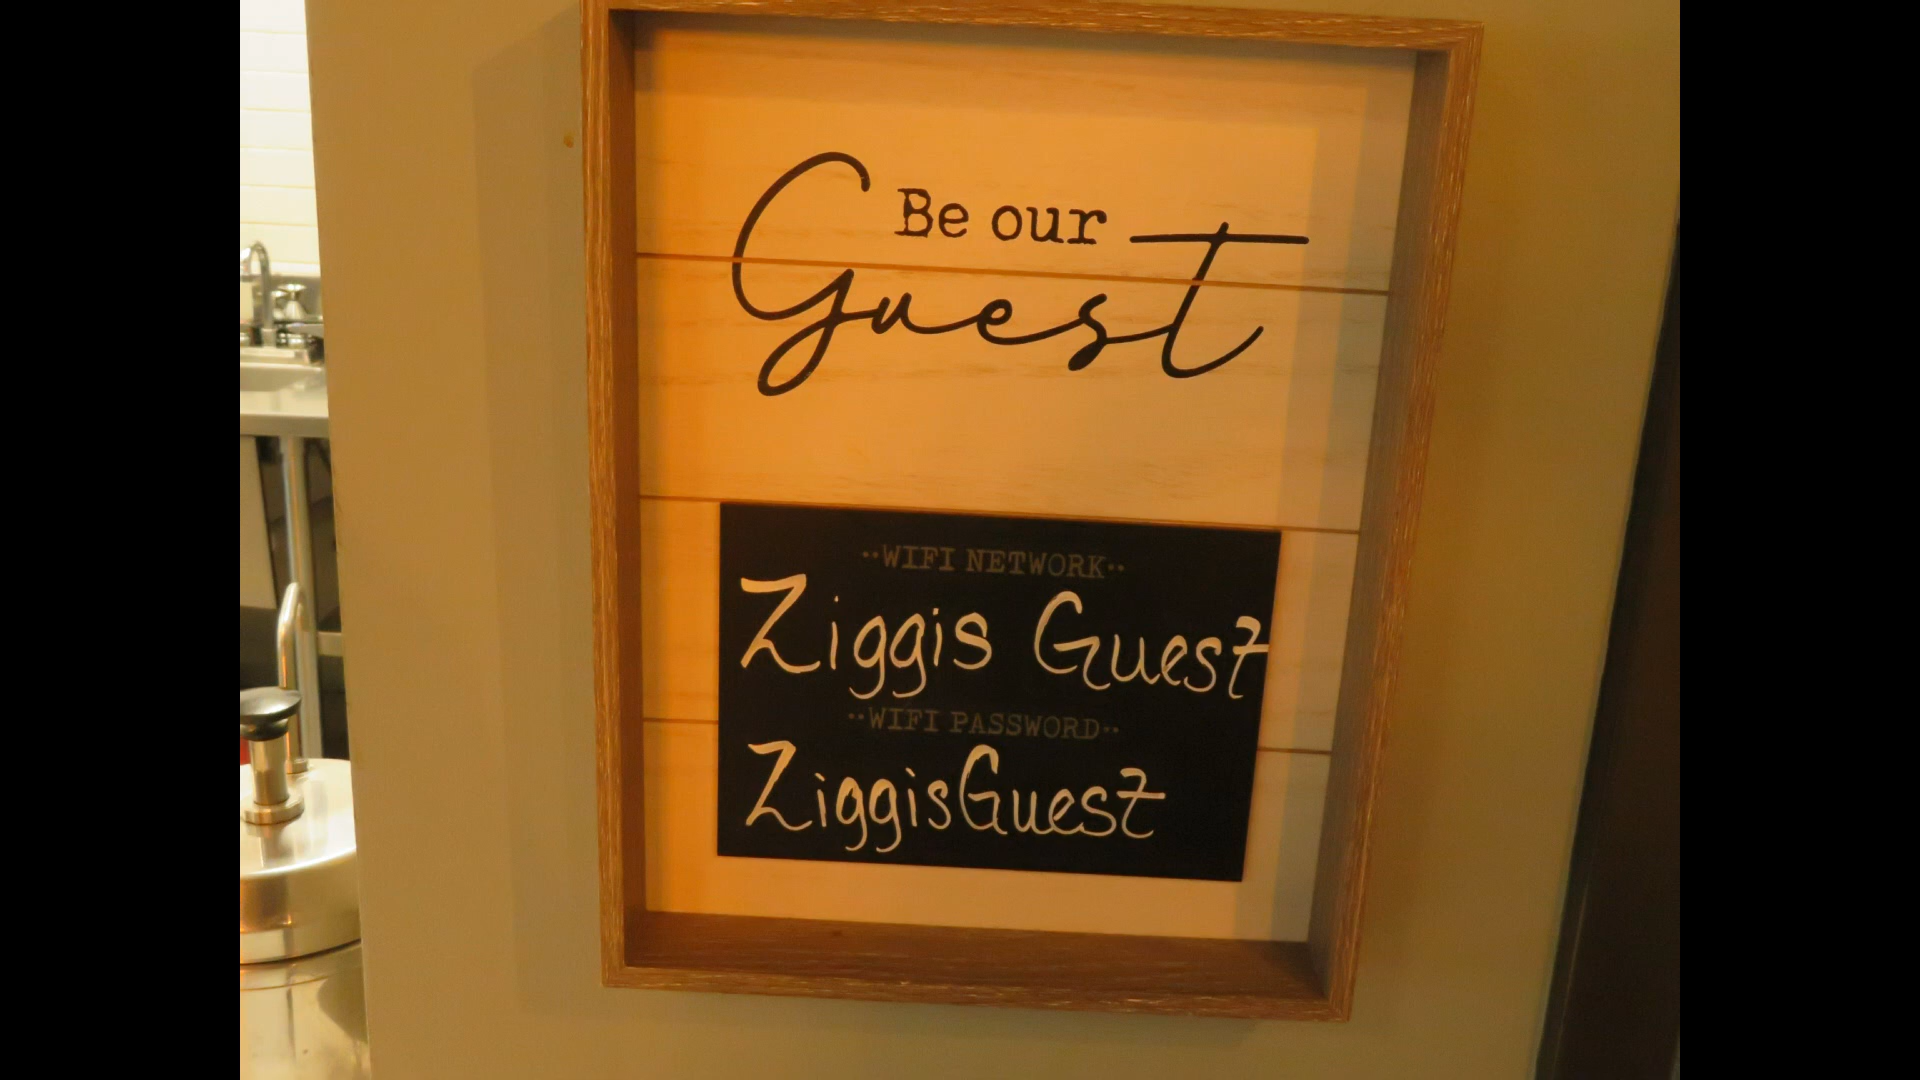 Be our
Guest
··WIFI NETWORK··
Ziggis Guest
··WIFI PASSWORD··
ZiggisGuest